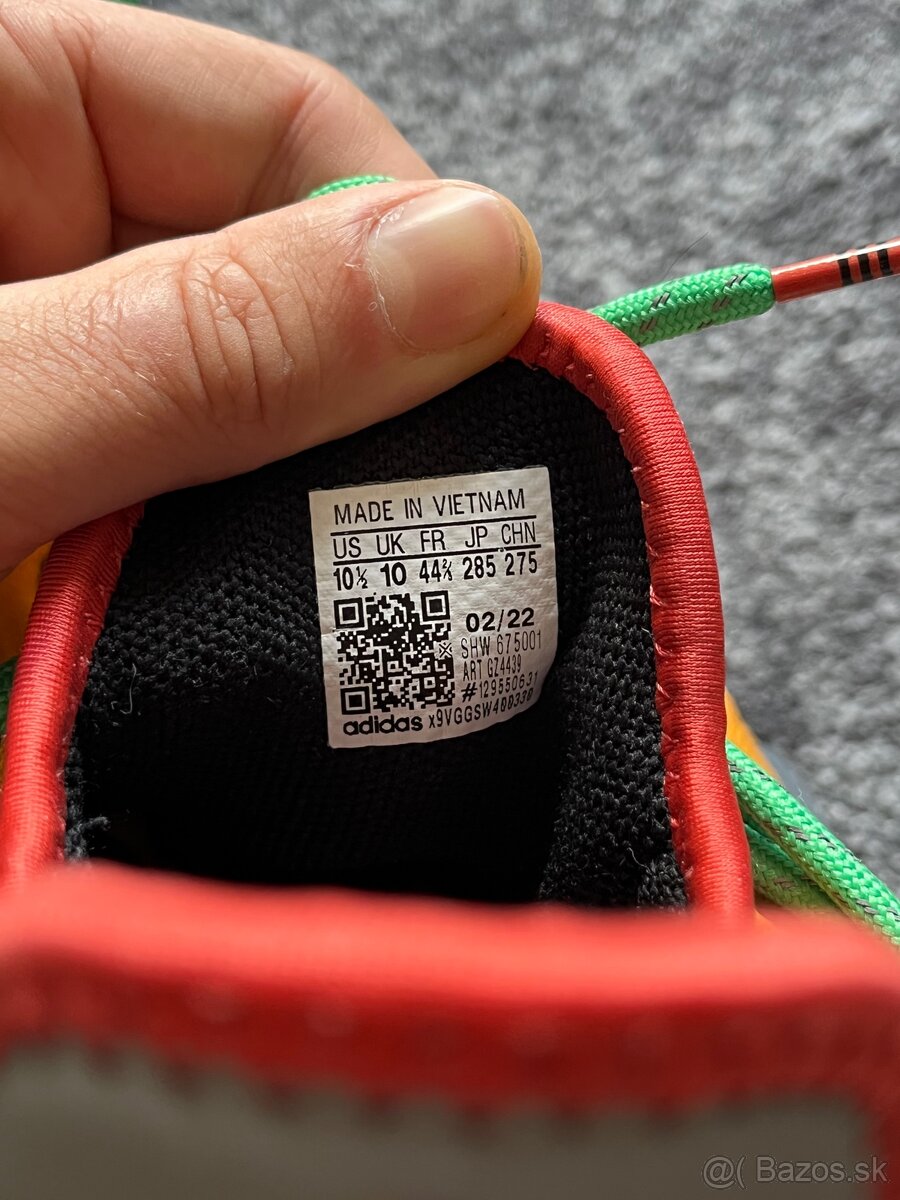 MADE IN VIETNAM
US UK FR JP CHN
10½ 10 44⅔ 285 275
02/22
SHW 675001
ART GZ4439
#129550631
adidas x9VGGSW400330
@( Bazos.sk